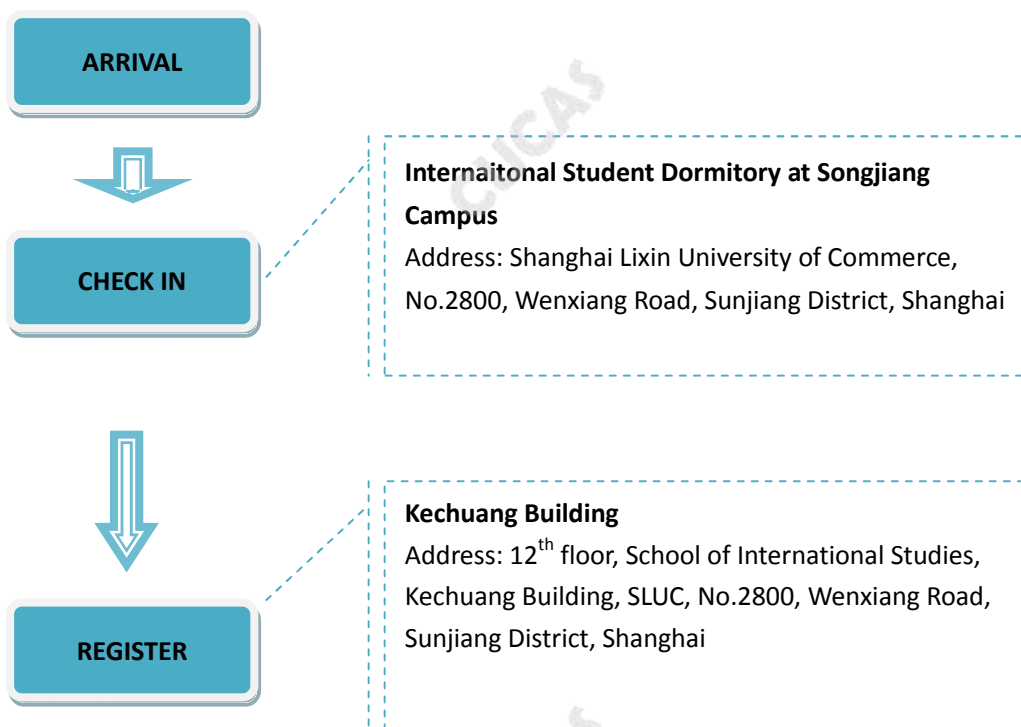 ARRIVAL
CUCAS
Internaitonal Student Dormitory at Songjiang
Campus
Address: Shanghai Lixin University of Commerce,
No.2800, Wenxiang Road, Sunjiang District, Shanghai
CHECK IN
Kechuang Building
Address: 12th floor, School of International Studies,
Kechuang Building, SLUC, No.2800, Wenxiang Road,
Sunjiang District, Shanghai
REGISTER